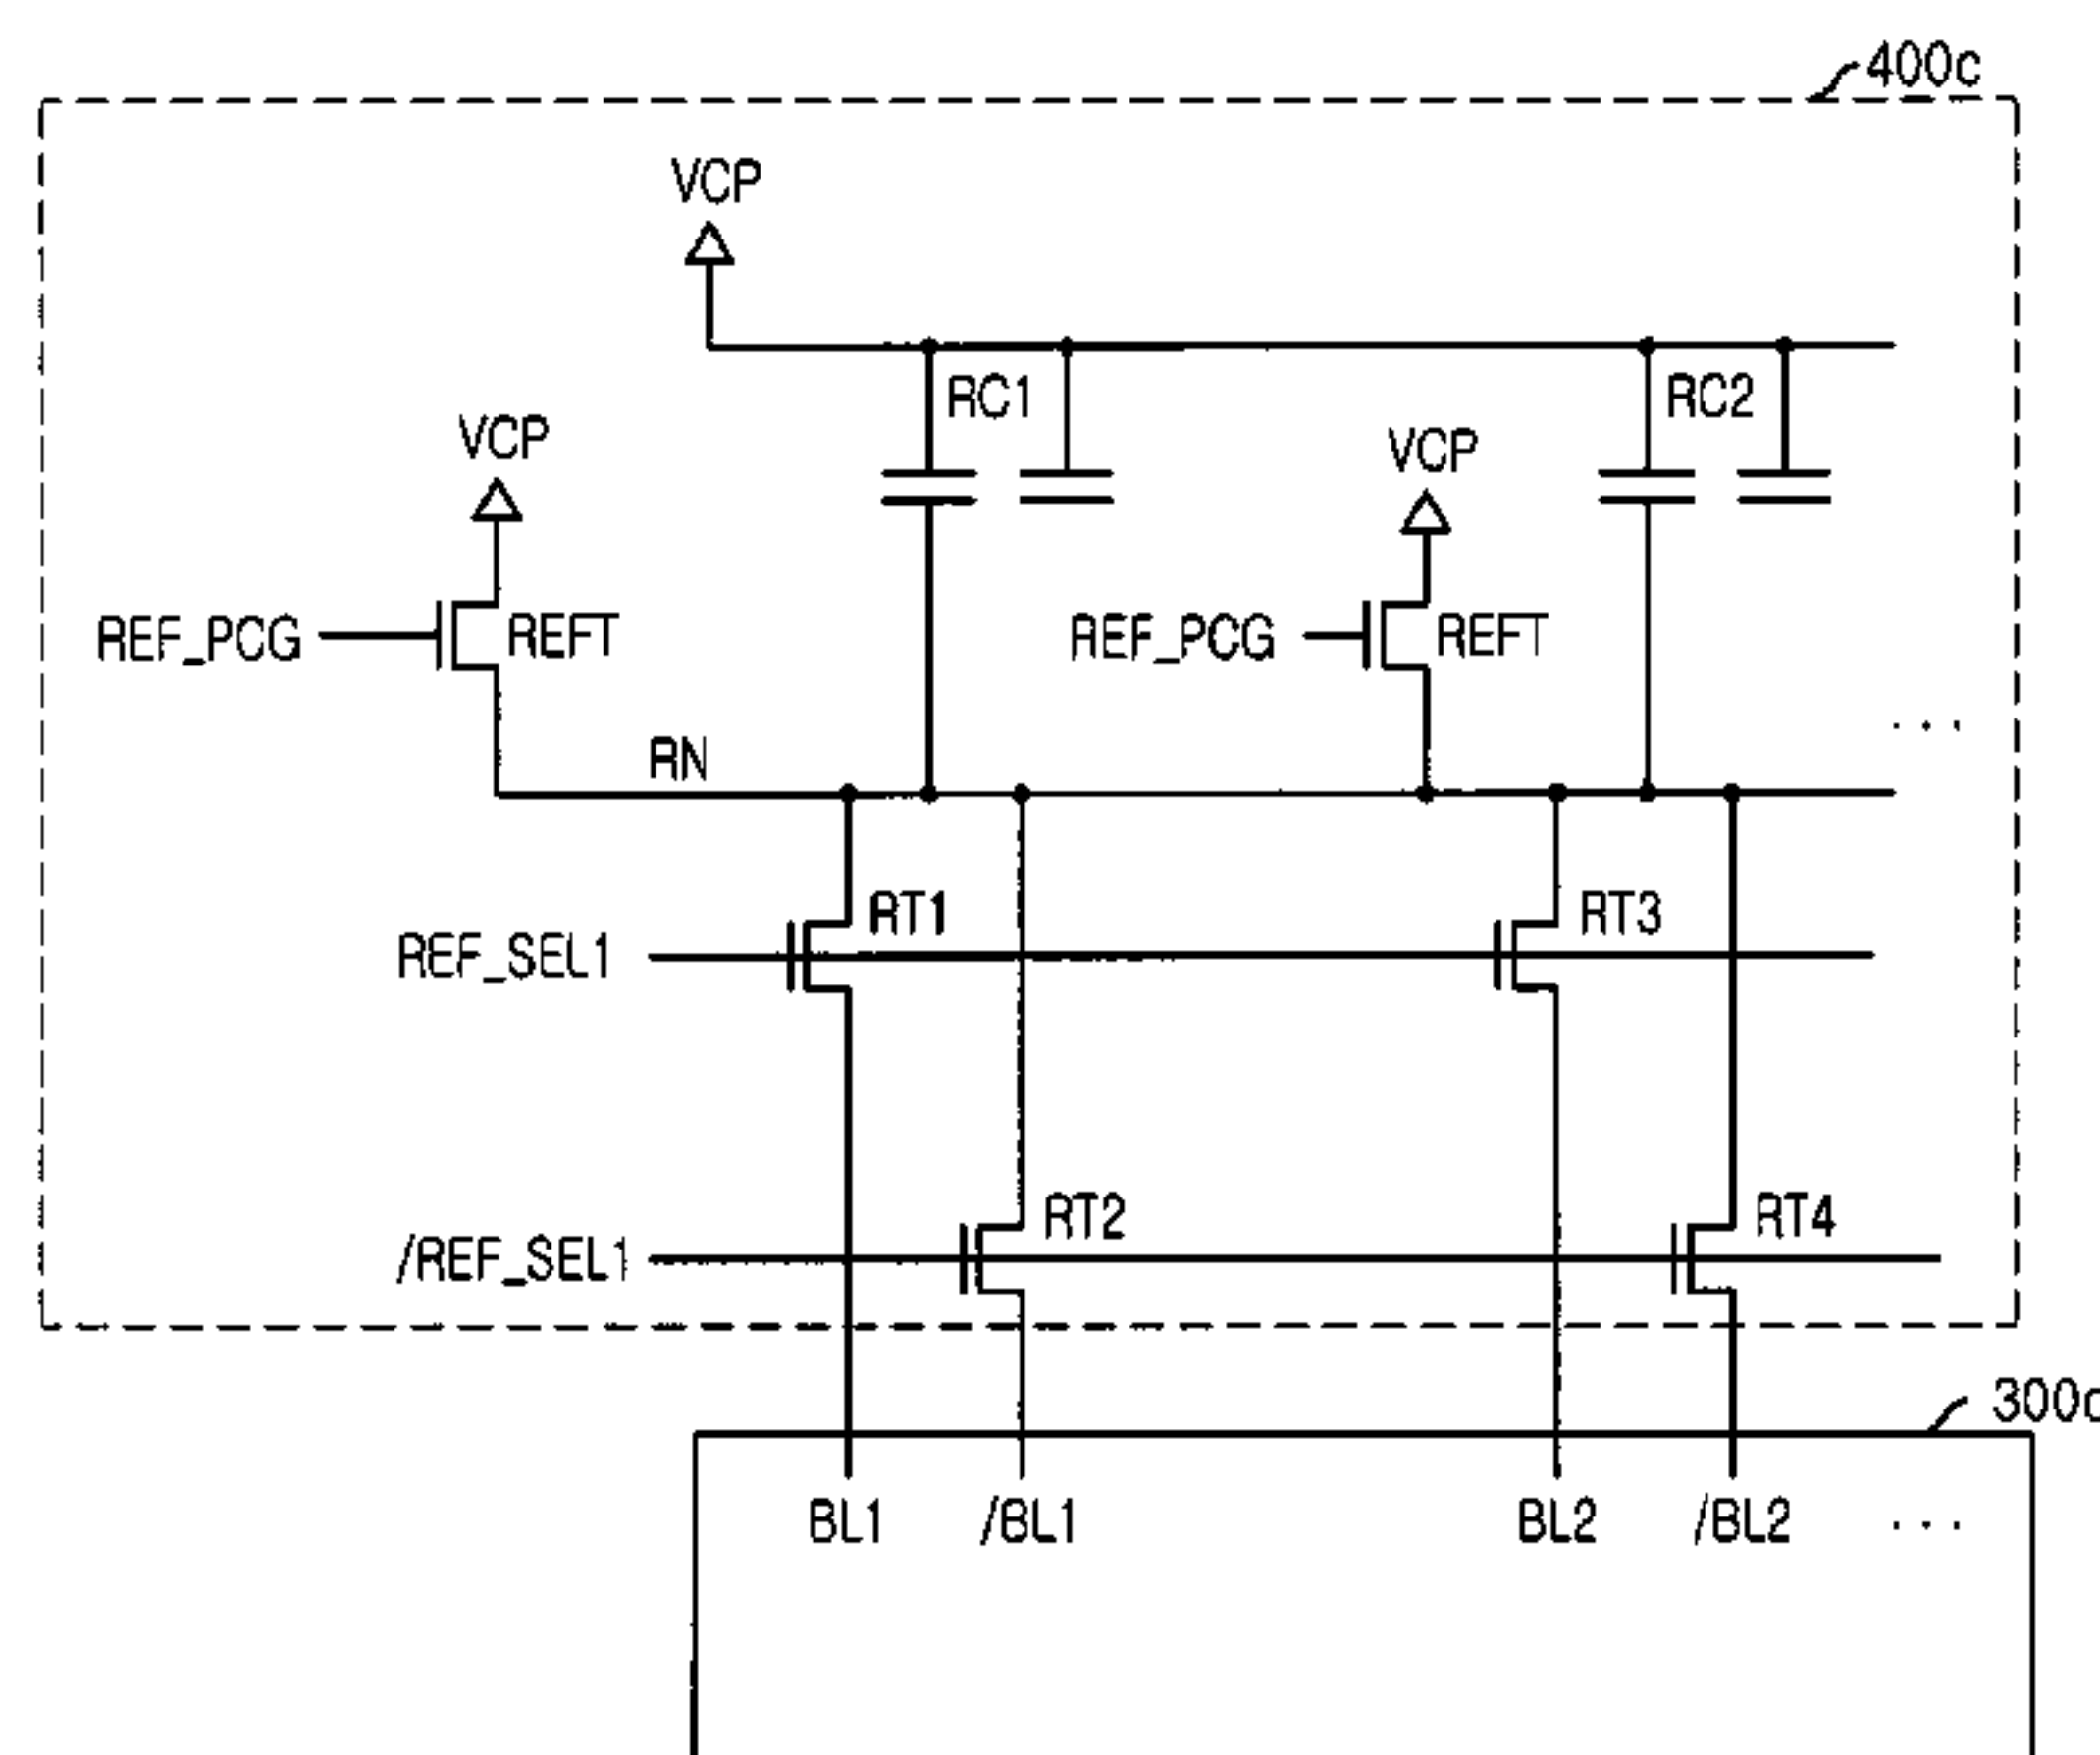 400c
VCP
RC1
RC2
VCP
VCP
REF_PCG
REFT
REF_PCG
REFT
RN
...
RT1
RT3
REF_SEL1
RT2
RT4
/REF_SEL1
BL1
/BL1
BL2
/BL2
...